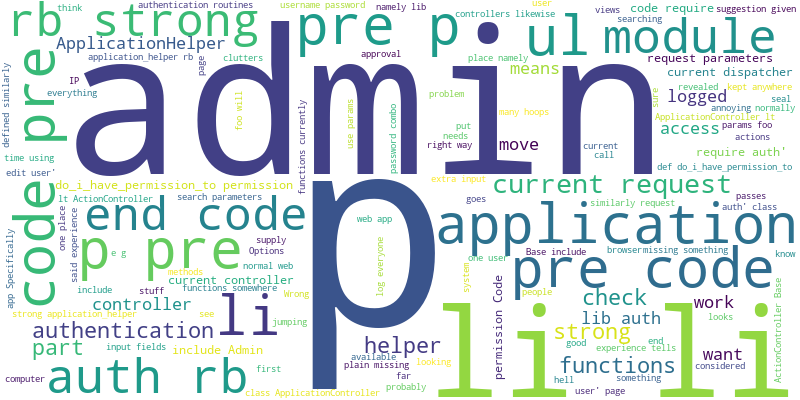 think
authentication routines
username password
namely lib
user
views
code require
suggestion given
rb strong
pre p
controllers likewise
searching
ul module
ApplicationHelper
application_helper rb
clutters
page
approval
place namely
request parameters
code pre
IP
everything
admin
means
current dispatcher
revealed
kept anywhere
defined similarly
foo will
problem
use params
password combo
logged
annoying
seal
normally
sure
ApplicationController lt
many hoops
access
params foo
actions
put
needs
right way
move
current
call
require auth'
time using
edit user'
functions currently
do_i_have_permission_to permission
extra input
def do_i_have_permission_to
current request
lt ActionController
search parameters
goes
similarly request
passes
auth' class
one place
said experience
end code
p
web app
application
supply
Options
log everyone
p pre
e g
normal web
Base include
browser
missing something
know
app Specifically
methods
current controller
system
one user
pre code
include
stuff
functions somewhere
people
controller
li
check
work
strong application_helper
see
Wrong
lib auth
looks
authentication
jumping
helper
permission Code
strong
good
end
ActionController Base
part
input fields
include Admin
available
plain missing
looking
experience tells
want
considered
computer
auth rb
first
far
probably
li li
functions
hell
something
class ApplicationController
user' page